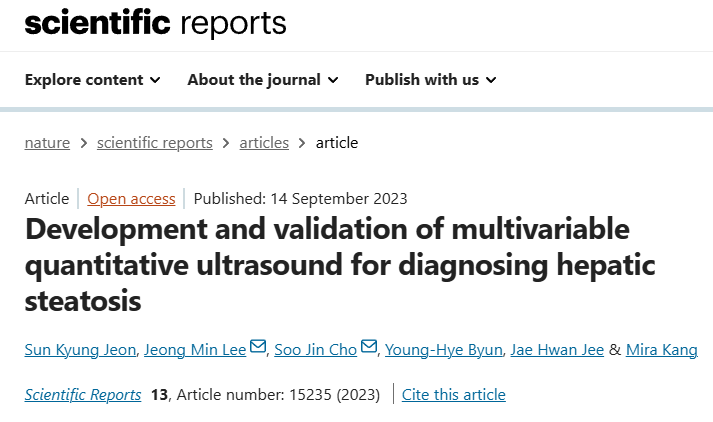 scientific reports
Explore content About the journal Publish with us
nature > scientific reports > articles > article
Article Open access Published: 14 September 2023
Development and validation of multivariable
quantitative ultrasound for diagnosing hepatic
steatosis
Sun Kyung Jeon, Jeong Min Lee, Soo Jin Cho, Young-Hye Byun, Jae Hwan Jee & Mira Kang
Scientific Reports 13, Article number: 15235 (2023) Cite this article